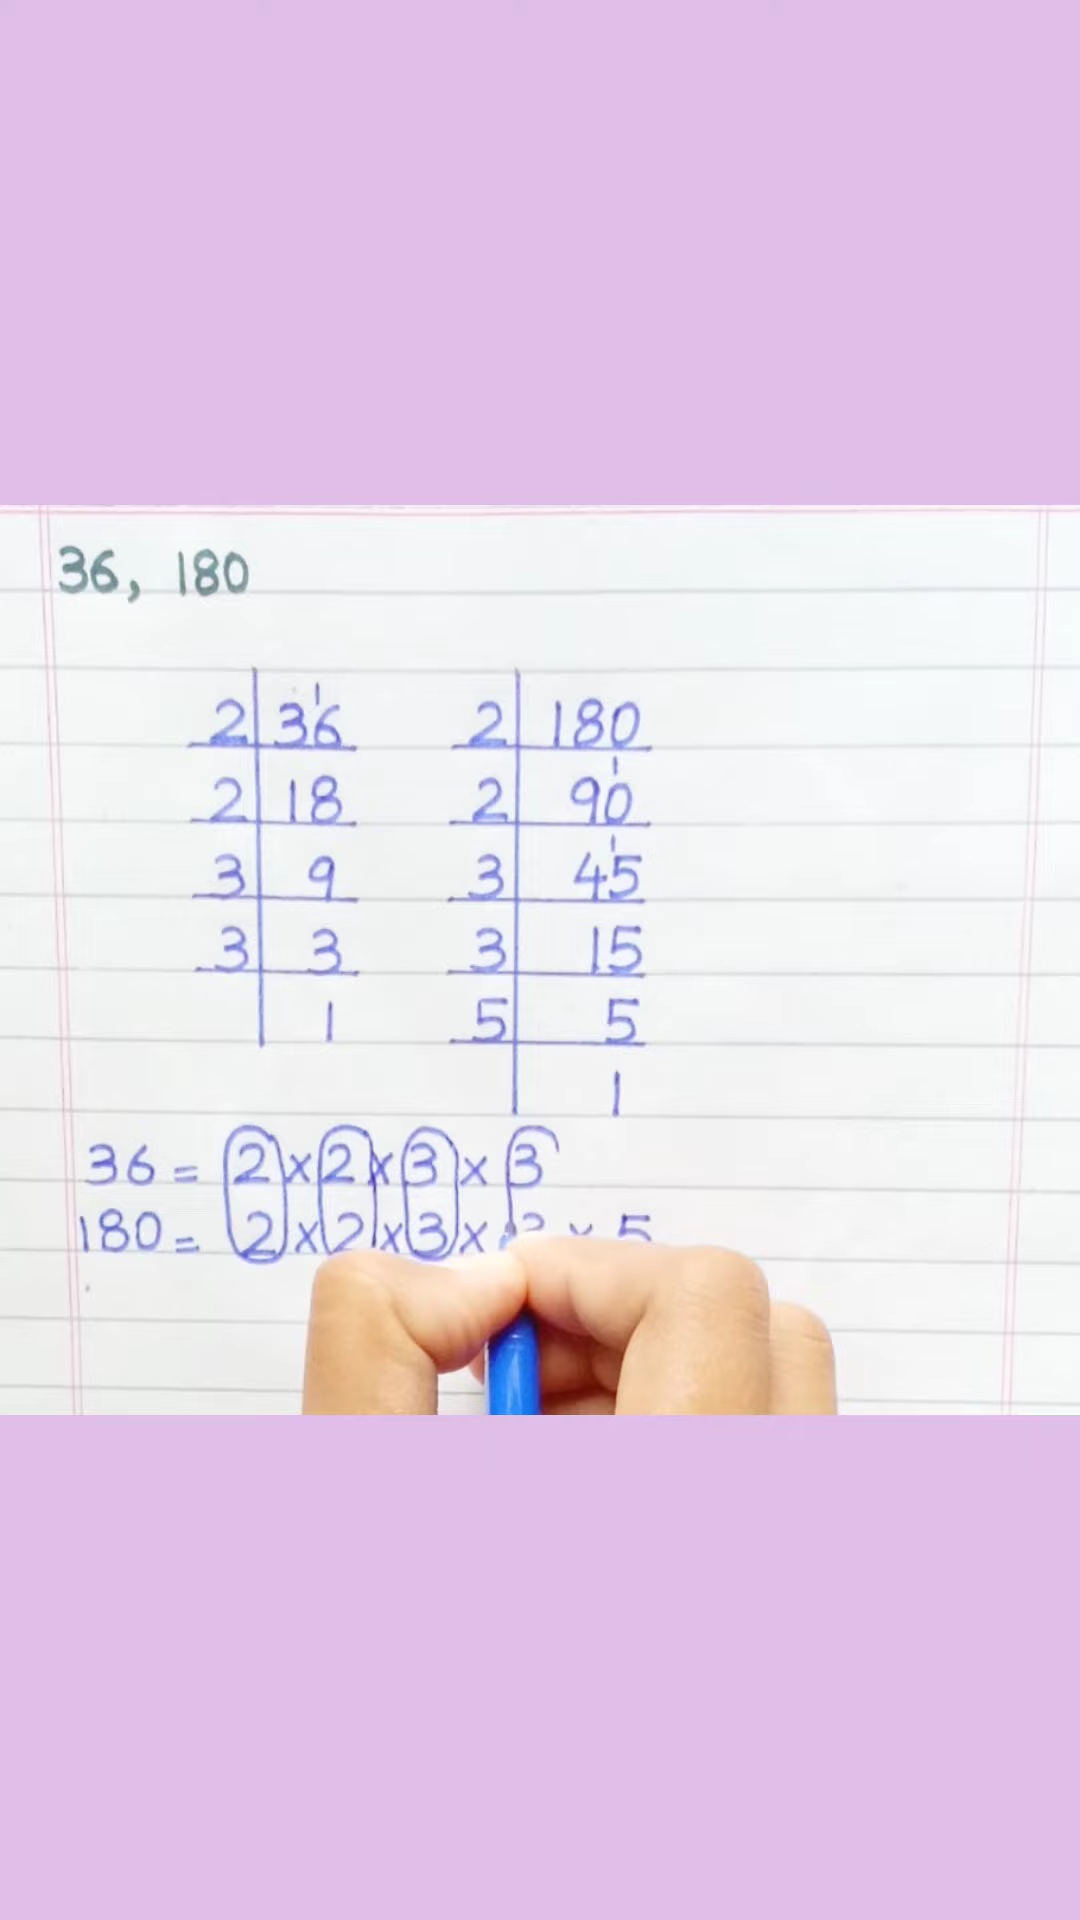 36, 180
2 | 36 2 | 180
2 | 18 2 | 90
3 | 9 3 | 45
3 | 3 3 | 15
1 5 | 5
1
36 = 2 x 2 x 3 x 3
180 = 2 x 2 x 3 x x 5